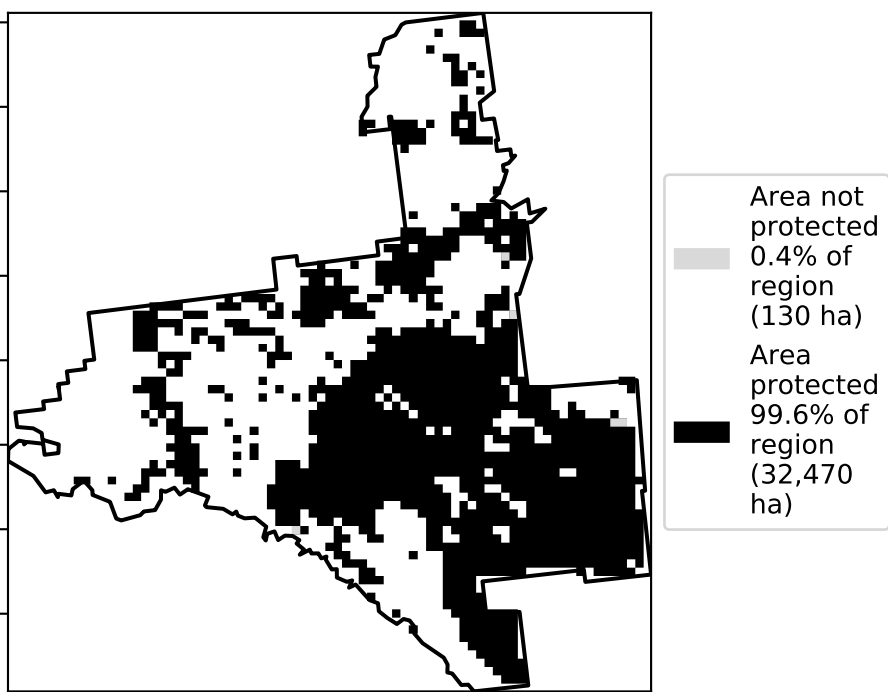 Area not
protected
0.4% of
region
(130 ha)
Area
protected
99.6% of
region
(32,470
ha)